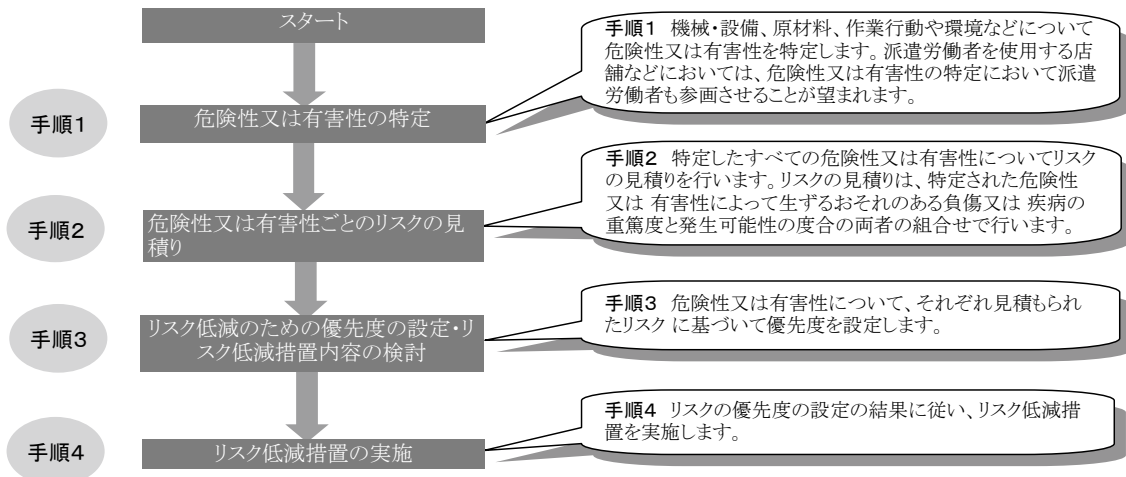 スタート
手順1 機械・設備、原材料、作業行動や環境などについて
危険性又は有害性を特定します。派遣労働者を使用する店
舗などにおいては、危険性又は有害性の特定において派遣
労働者も参画させることが望まれます。
手順1
危険性又は有害性の特定
手順2 特定したすべての危険性又は有害性についてリスク
の見積りを行います。リスクの見積りは、特定された危険性
又は 有害性によって生ずるおそれのある負傷又は 疾病の
重篤度と発生可能性の度合の両者の組合せで行います。
手順2
危険性又は有害性ごとのリスクの見
積り
手順3 危険性又は有害性について、それぞれ見積もられ
たリスク に基づいて優先度を設定します。
手順3
リスク低減のための優先度の設定・リ
スク低減措置内容の検討
手順4 リスクの優先度の設定の結果に従い、リスク低減措
置を実施します。
手順4
リスク低減措置の実施